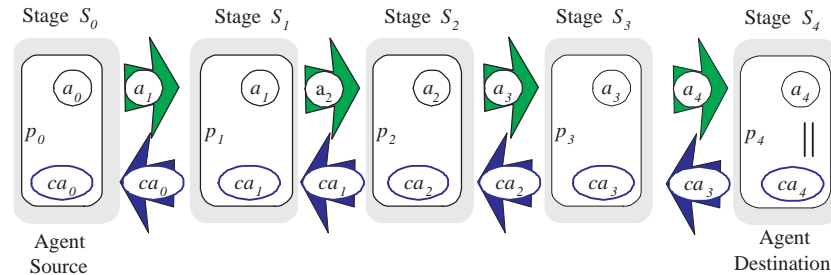 Stage S0 Stage S1 Stage S2 Stage S3 Stage S4
a0 a1 a1 a2 a2 a3 a3 a4 a4
p0 p1 p2 p3 p4
ca0 ca0 ca1 ca1 ca2 ca2 ca3 ca3 ca4
Agent Agent
Source Destination